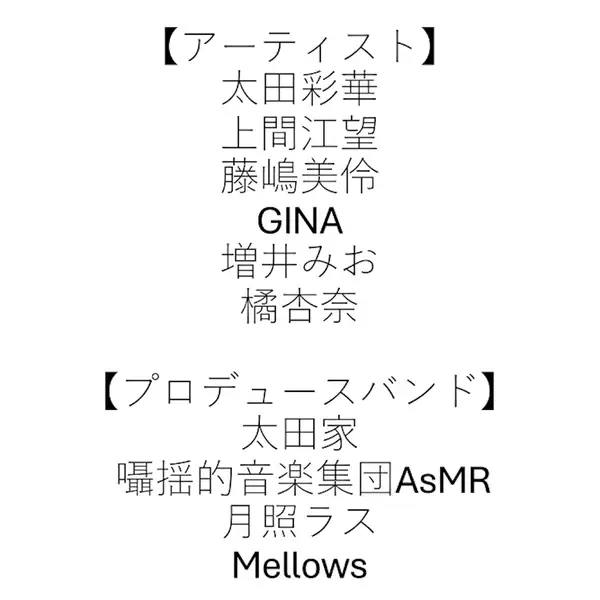 【アーティスト】
太田彩華
上間江望
藤嶋美伶
GINA
増井みお
橘杏奈
【プロデュースバンド】
太田家
囁揺的音楽集団AsMR
月照ラス
Mellows